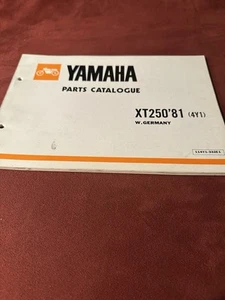 YAMAHA
PARTS CATALOGUE
XT250'81 (4Y1)
W.GERMANY